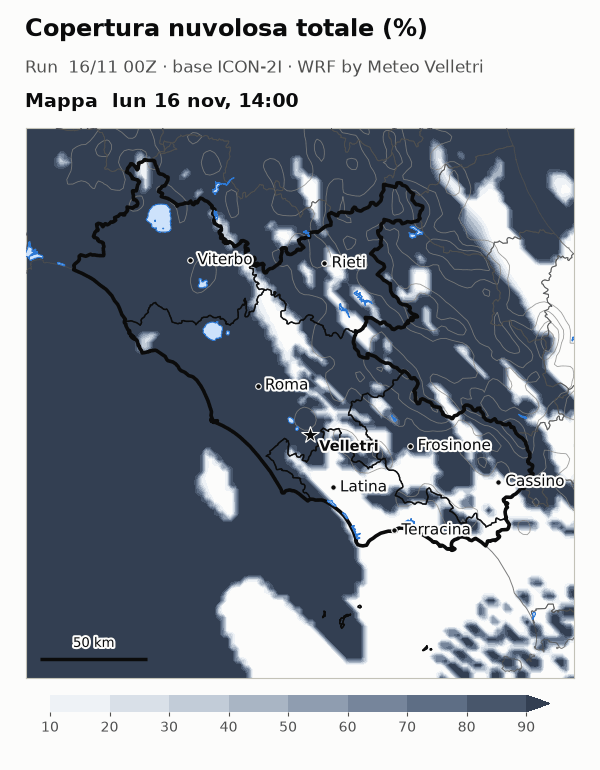 Copertura nuvolosa totale (%)
Run 16/11 00Z · base ICON-2I · WRF by Meteo Velletri
Mappa lun 16 nov, 14:00
Viterbo
Rieti
Roma
Velletri
Frosinone
Latina
Cassino
Terracina
50 km
10 20 30 40 50 60 70 80 90